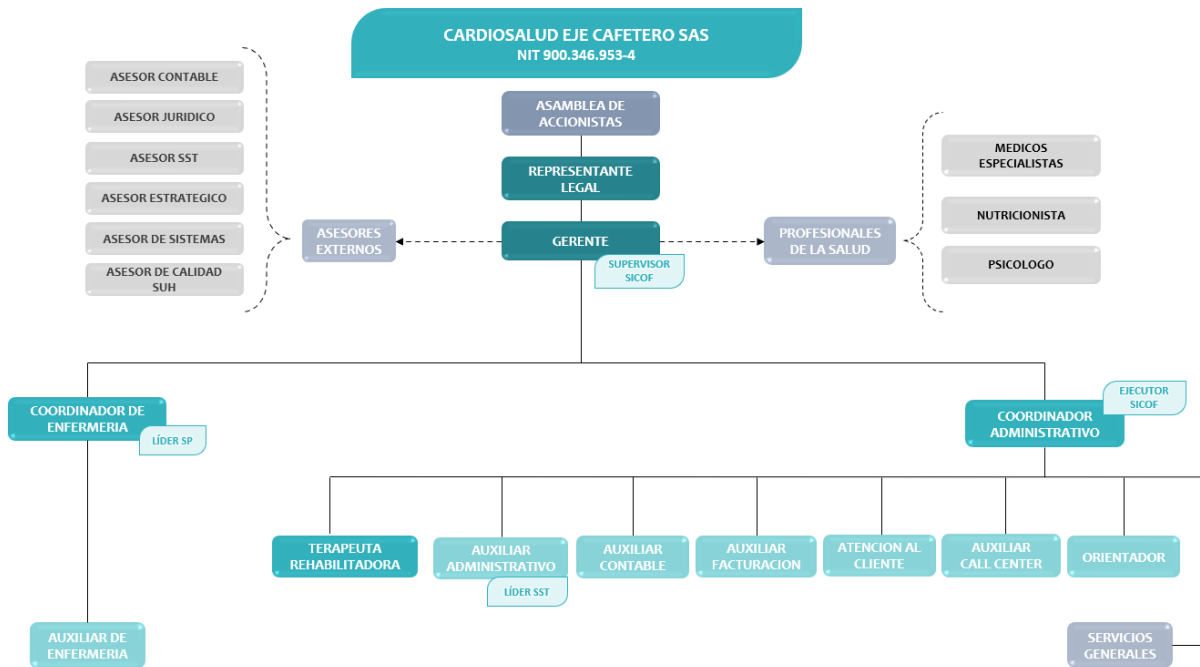 CARDIOSALUD EJE CAFETERO SAS
NIT 900.346.953-4
ASESOR CONTABLE
ASESOR JURIDICO
ASESOR SST
ASESOR ESTRATEGICO
ASESOR DE SISTEMAS
ASESOR DE CALIDAD
SUH
ASESORES
EXTERNOS
ASAMBLEA DE
ACCIONISTAS
REPRESENTANTE
LEGAL
GERENTE
SUPERVISOR
SICOF
PROFESIONALES
DE LA SALUD
MEDICOS
ESPECIALISTAS
NUTRICIONISTA
PSICOLOGO
COORDINADOR DE
ENFERMERIA
LÍDER SP
EJECUTOR
SICOF
COORDINADOR
ADMINISTRATIVO
TERAPEUTA
REHABILITADORA
AUXILIAR
ADMINISTRATIVO
LÍDER SST
AUXILIAR
CONTABLE
AUXILIAR
FACTURACION
ATENCION AL
CLIENTE
AUXILIAR
CALL CENTER
ORIENTADOR
AUXILIAR DE
ENFERMERIA
SERVICIOS
GENERALES